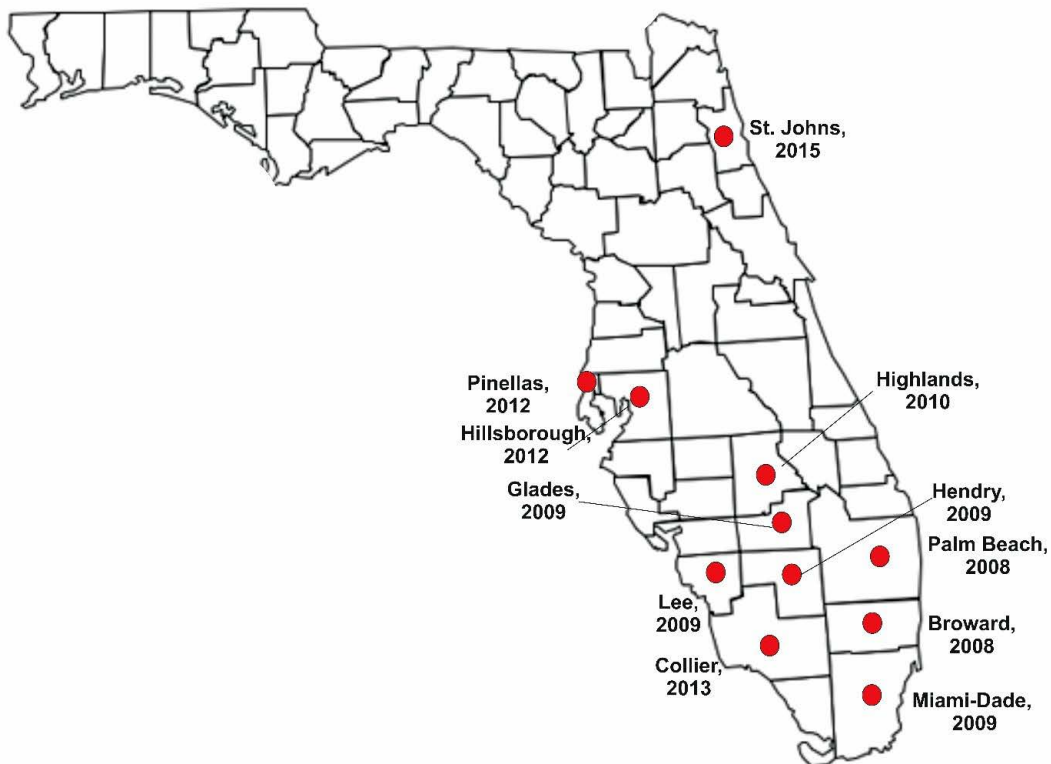 St. Johns,
2015
Pinellas,
2012
Highlands,
2010
Hillsborough,
2012
Glades,
2009
Hendry,
2009
Palm Beach,
2008
Lee,
2009
Broward,
2008
Collier,
2013
Miami-Dade,
2009